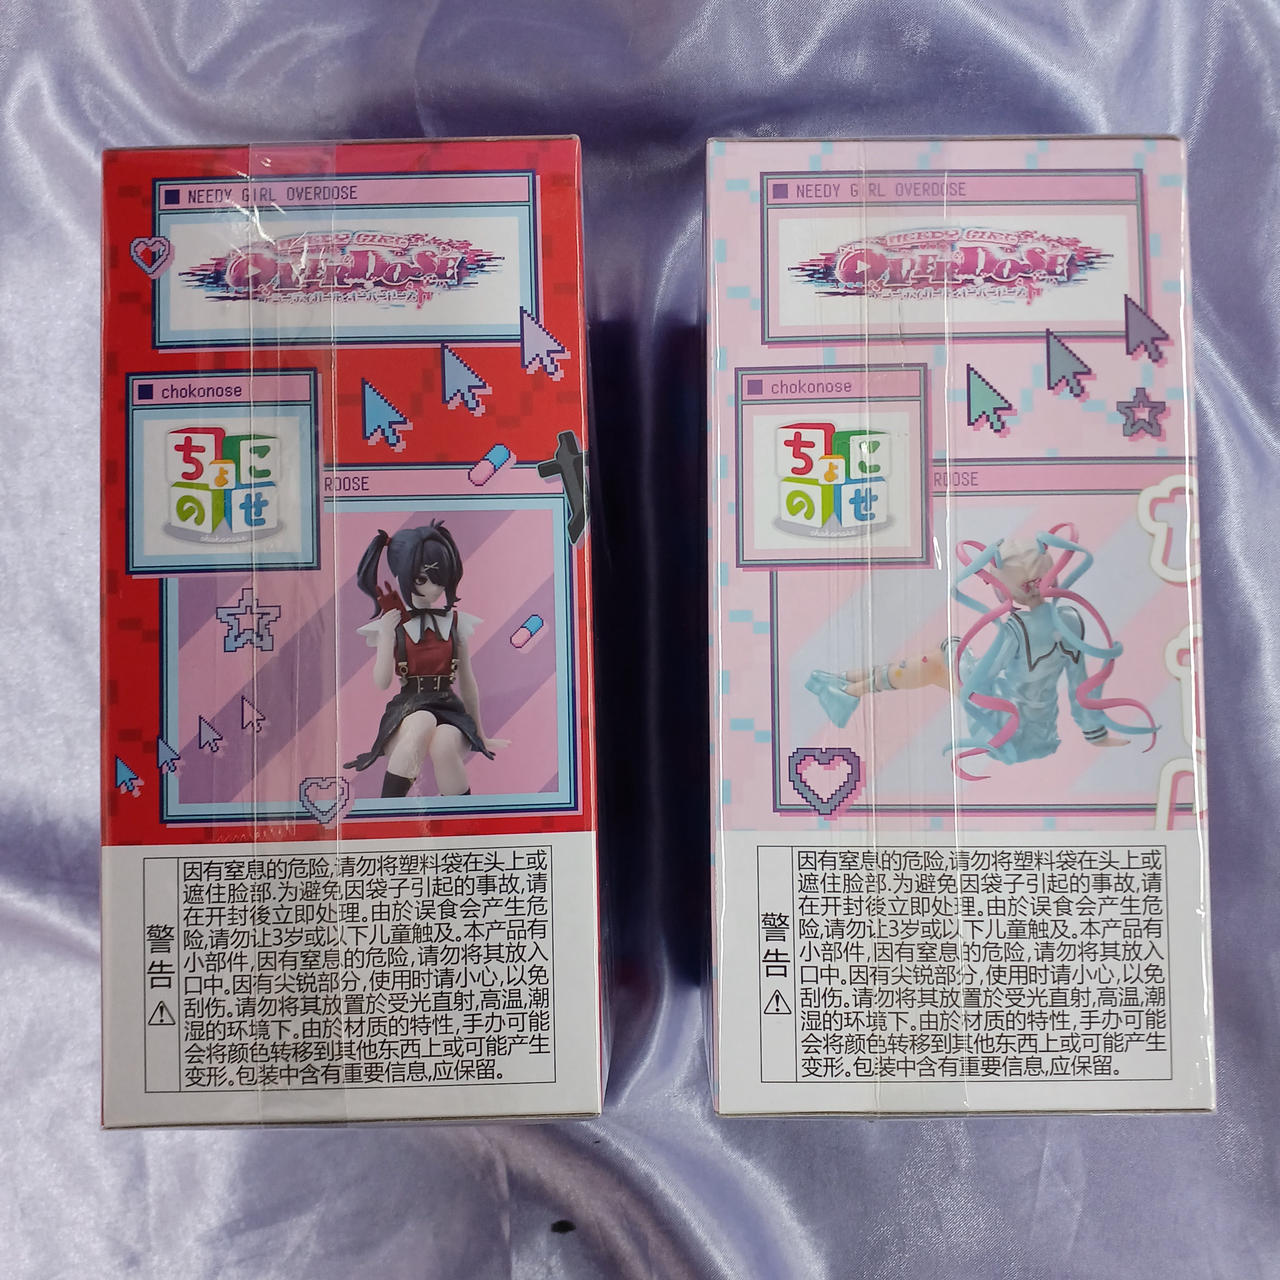 NEEDY GIRL OVERDOSE
NEEDY GIRL
OVERDOSE
chokonose
ちょこ
のせ
chokonose
RDOSE
因有窒息的危险,请勿将塑料袋在头上或
遮住脸部.为避免因袋子引起的事故,请
在开封後立即处理。由於误食会产生危
险,请勿让3岁或以下儿童触及。本产品有
小部件,因有窒息的危险,请勿将其放入
口中。因有尖锐部分,使用时请小心,以免
刮伤。请勿将其放置於受光直射,高温,潮
湿的环境下。由於材质的特性,手办可能
会将颜色转移到其他东西上或可能产生
变形。包装中含有重要信息,应保留。
警告
NEEDY GIRL OVERDOSE
NEEDY GIRL
OVERDOSE
chokonose
ちょこ
のせ
chokonose
RDOSE
因有窒息的危险,请勿将塑料袋在头上或
遮住脸部.为避免因袋子引起的事故,请
在开封後立即处理。由於误食会产生危
险,请勿让3岁或以下儿童触及。本产品有
小部件,因有窒息的危险,请勿将其放入
口中。因有尖锐部分,使用时请小心,以免
刮伤。请勿将其放置於受光直射,高温,潮
湿的环境下。由於材质的特性,手办可能
会将颜色转移到其他东西上或可能产生
变形。包装中含有重要信息,应保留。
警告